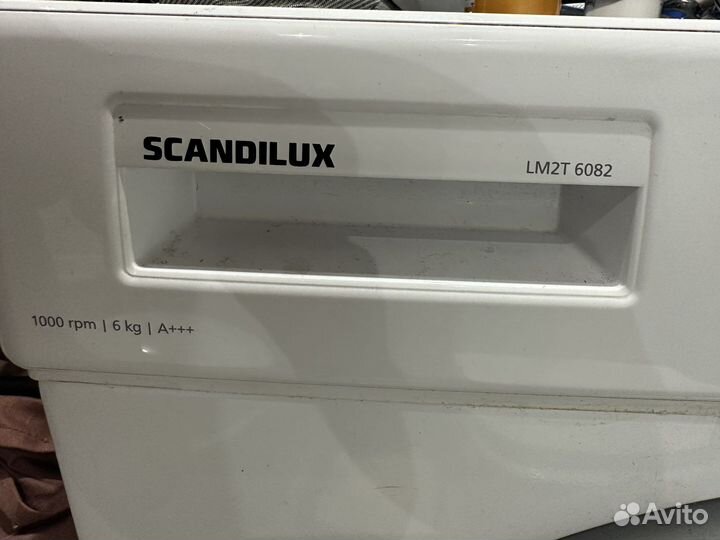 SCANDILUX
LM2T 6082
1000 rpm | 6 kg | A+++
Avito